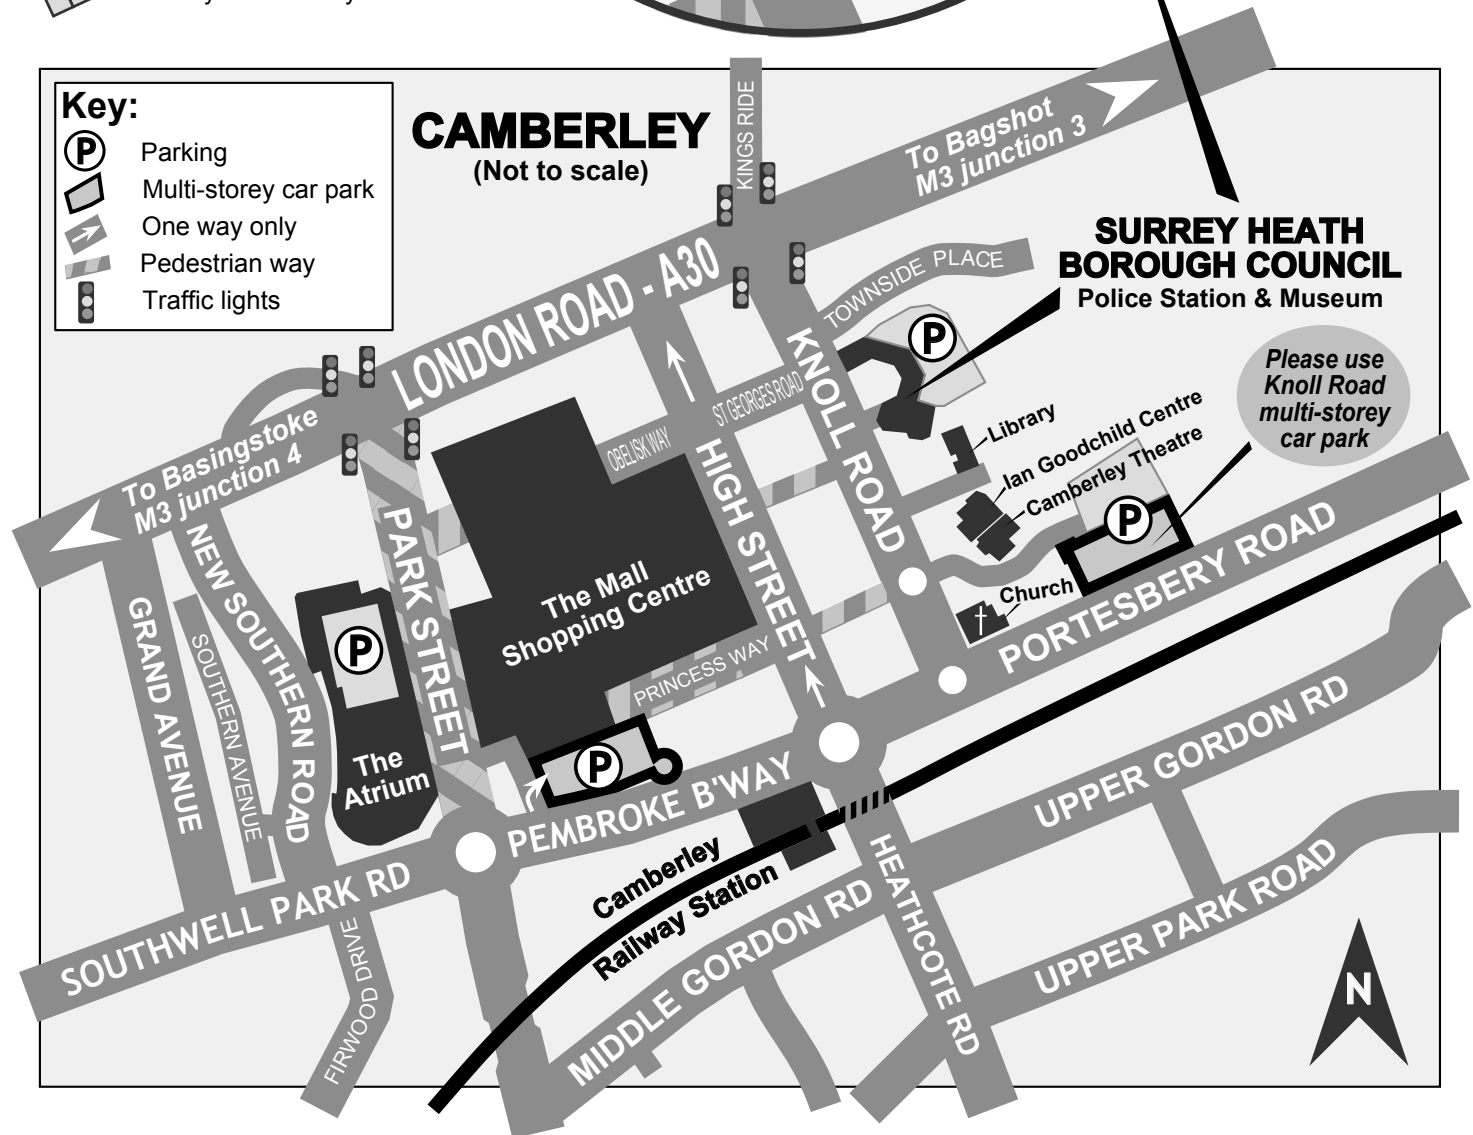 Key:
P
Parking
Multi-storey car park
One way only
Pedestrian way
Traffic lights
CAMBERLEY
(Not to scale)
KINGS RIDE
To Bagshot
M3 junction 3
SURREY HEATH
BOROUGH COUNCIL
Police Station & Museum
LONDON ROAD - A30
TOWNSIDE PLACE
P
KNOLL ROAD
ST GEORGES ROAD
OBELISK WAY
HIGH STREET
Please use
Knoll Road
multi-storey
car park
Library
Ian Goodchild Centre
Camberley Theatre
P
Church
PORTESBERY ROAD
To Basingstoke
M3 junction 4
NEW SOUTHERN ROAD
PARK STREET
The Mall
Shopping Centre
PRINCESS WAY
GRAND AVENUE
SOUTHERN AVENUE
P
The
Atrium
P
PEMBROKE B'WAY
SOUTHWELL PARK RD
FIRWOOD DRIVE
Camberley
Railway Station
HEATHCOTE RD
MIDDLE GORDON RD
UPPER GORDON RD
UPPER PARK ROAD
N